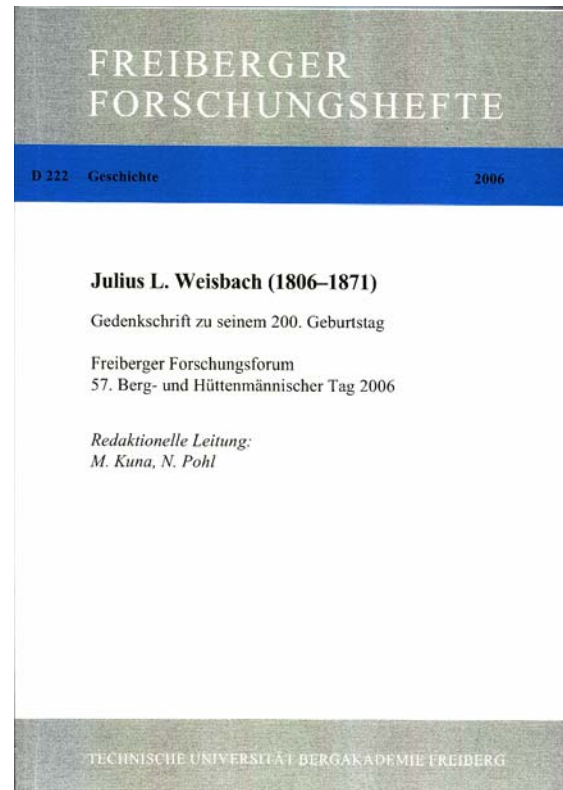 FREIBERGER
FORSCHUNGSHEFTE
D 222 Geschichte 2006
Julius L. Weisbach (1806–1871)
Gedenkschrift zu seinem 200. Geburtstag
Freiberger Forschungsforum
57. Berg- und Hüttenmännischer Tag 2006
Redaktionelle Leitung:
M. Kuna, N. Pohl
TECHNISCHE UNIVERSITÄT BERGAKADEMIE FREIBERG